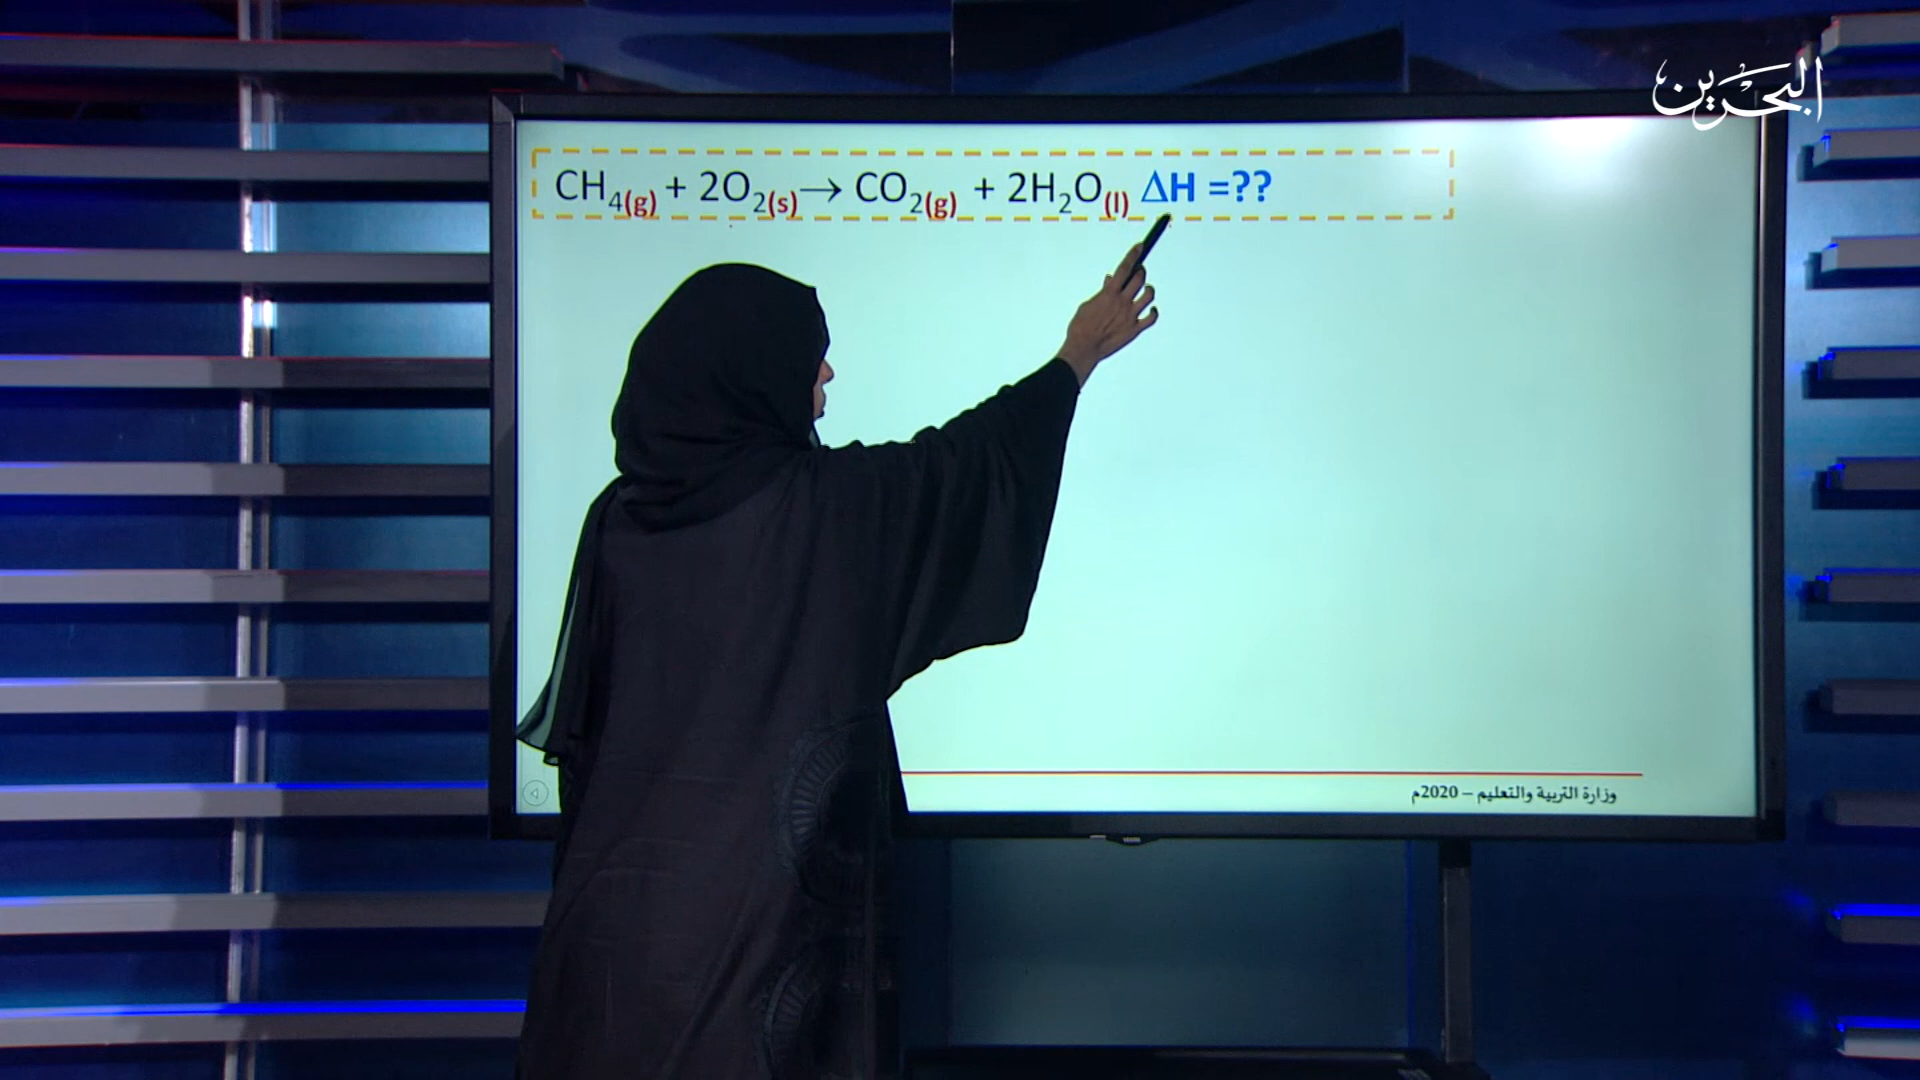 البحرين
CH₄(g) + 2O₂(s)→ CO₂(g) + 2H₂O(l) ΔH =??
وزارة التربية والتعليم – 2020م